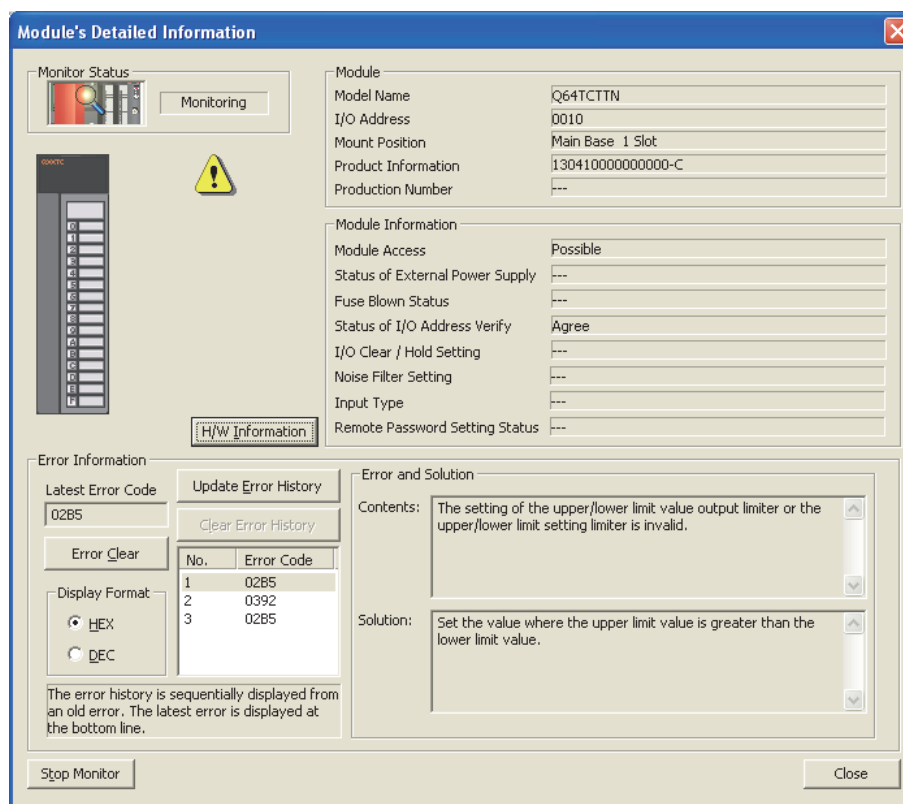 Module's Detailed Information
Monitor Status
Monitoring
Module
Model Name Q64TCTTN
I/O Address 0010
Mount Position Main Base 1 Slot
Product Information 130410000000000-C
Production Number ---
Module Information
Module Access Possible
Status of External Power Supply ---
Fuse Blown Status ---
Status of I/O Address Verify Agree
I/O Clear / Hold Setting ---
Noise Filter Setting ---
Input Type ---
Remote Password Setting Status ---
0
1
2
3
4
5
6
7
8
9
A
B
C
D
E
F
H/W Information
Error Information
Latest Error Code
02B5
Error Clear
Display Format
HEX
DEC
Update Error History
Clear Error History
No. Error Code
1 02B5
2 0392
3 02B5
The error history is sequentially displayed from
an old error. The latest error is displayed at
the bottom line.
Error and Solution
Contents: The setting of the upper/lower limit value output limiter or the
upper/lower limit setting limiter is invalid.
Solution: Set the value where the upper limit value is greater than the
lower limit value.
Stop Monitor
Close